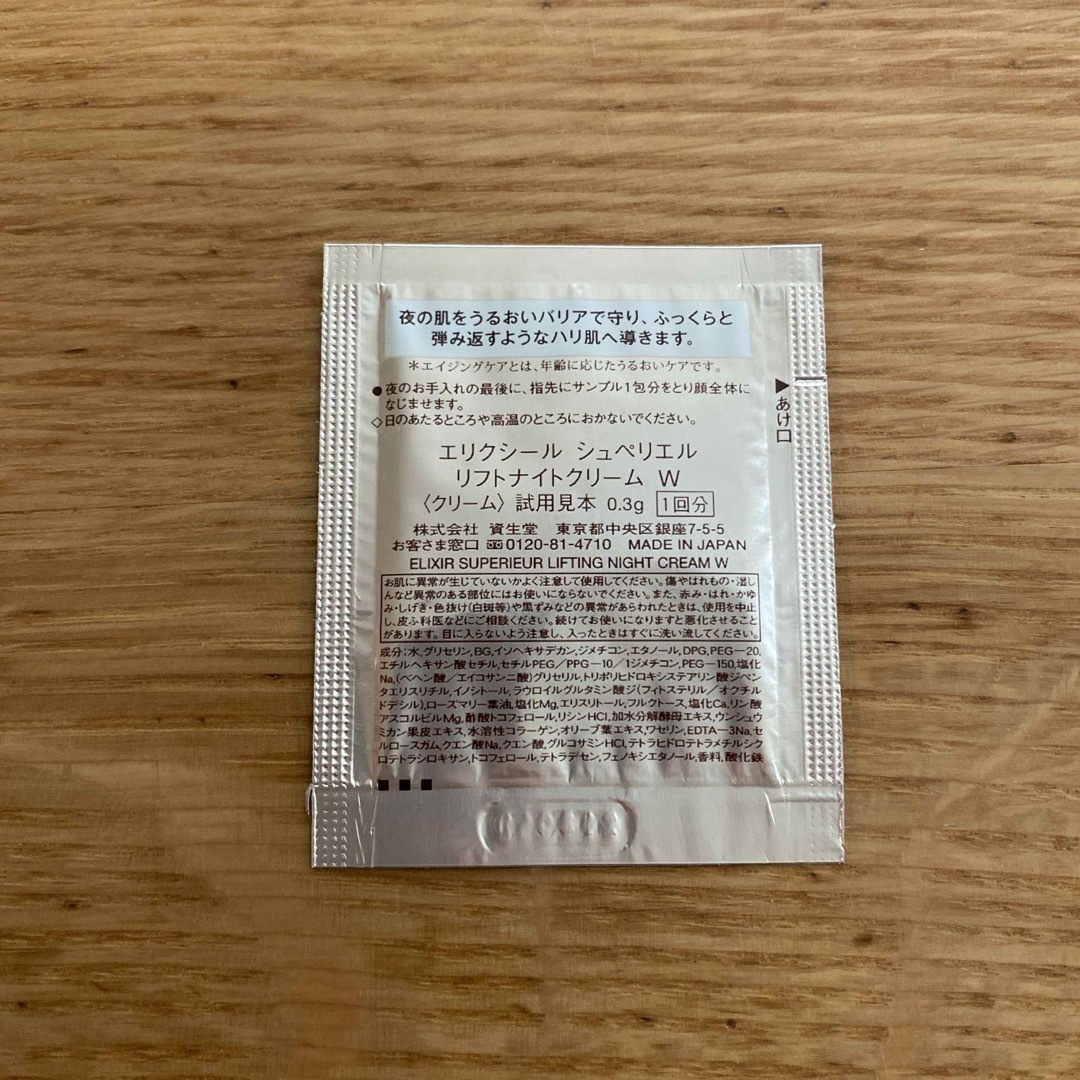 夜の肌をうるおいバリアで守り、ふっくらと
弾み返すようなハリ肌へ導きます。
＊エイジングケアとは、年齢に応じたうるおいケアです。
●夜のお手入れの最後に、指先にサンプル1包分をとり顔全体に
なじませます。
◇日のあたるところや高温のところにおかないでください。
▶あけ口
エリクシール シュペリエル
リフトナイトクリーム W
〈クリーム〉試用見本 0.3g 1回分
株式会社 資生堂 東京都中央区銀座7-5-5
お客さま窓口 0120-81-4710 MADE IN JAPAN
ELIXIR SUPERIEUR LIFTING NIGHT CREAM W
お肌に異常が生じていないかよく注意して使用してください。傷やはれもの・湿し
んなど異常のある部位にはお使いにならないでください。また、赤み・はれ・かゆ
み・しげき・色抜け(白斑等)や黒ずみなどの異常があらわれたときは、使用を中止
し、皮ふ科医などにご相談ください。続けてお使いになりますと悪化させること
があります。目に入らないよう注意し、入ったときはすぐに洗い流してください。
成分:水,グリセリン,BG,イソヘキサデカン,ジメチコン,エタノール,DPG,PEG－20,
エチルヘキサン酸セチル,セチルPEG／PPG－10／1ジメチコン,PEG－150,塩化
Na,(ベヘン酸／エイコサン二酸)グリセリル,トリポリヒドロキシステアリン酸ジペン
タエリスリチル,イノシトール,ラウロイルグルタミン酸ジ(フィトステリル／オクチル
ドデシル),ローズマリー葉油,塩化Mg,エリスリトール,フルクトース,塩化Ca,リン酸
アスコルビルMg,酢酸トコフェロール,リシンHCl,加水分解酵母エキス,ウンシュウ
ミカン果皮エキス,水溶性コラーゲン,オリーブ葉エキス,ワセリン,EDTA－3Na,セ
ルロースガム,クエン酸Na,クエン酸,グルコサミンHCl,テトラヒドロテトラメチルシク
ロテトラシロキサン,トコフェロール,テトラデセン,フェノキシエタノール,香料,酸化鉄